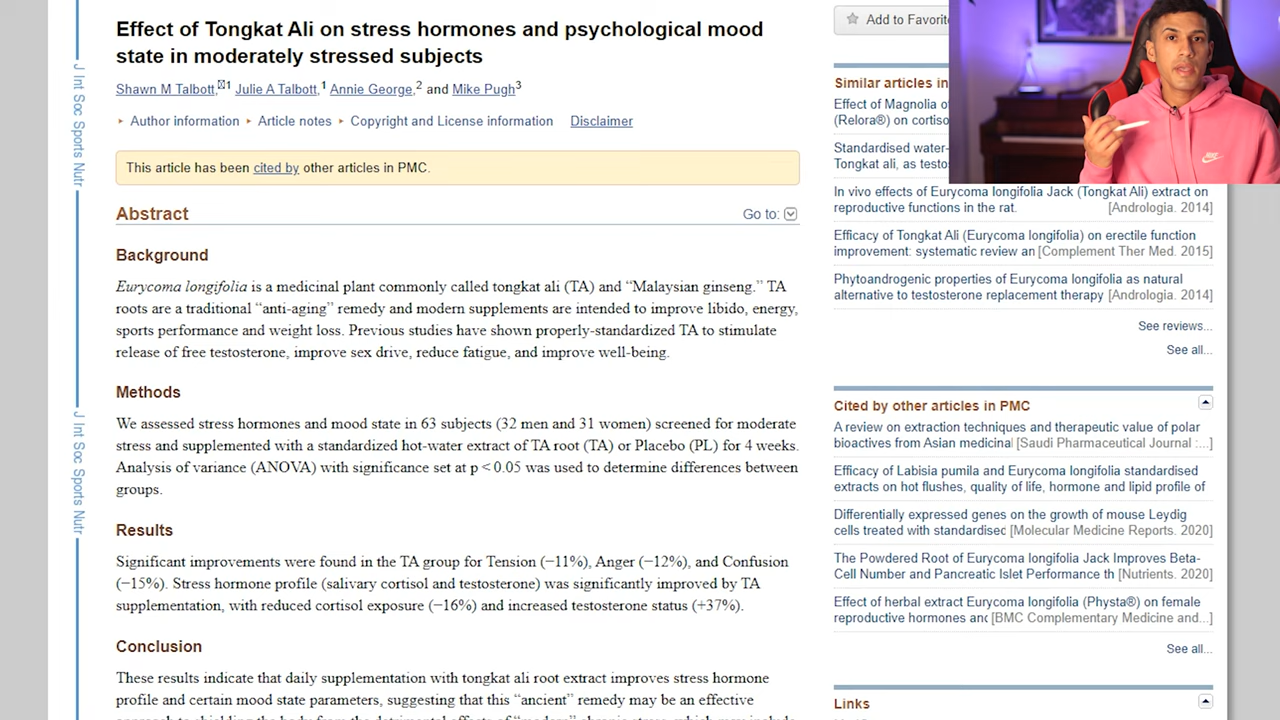 Effect of Tongkat Ali on stress hormones and psychological mood
state in moderately stressed subjects
Shawn M Talbott,1 Julie A Talbott,1 Annie George,2 and Mike Pugh3
Author information Article notes Copyright and License information Disclaimer
This article has been cited by other articles in PMC.
J Int Soc Sports Nutr
J Int Soc Sports Nutr
Abstract
Go to:
Background
Eurycoma longifolia is a medicinal plant commonly called tongkat ali (TA) and “Malaysian ginseng.” TA
roots are a traditional “anti-aging” remedy and modern supplements are intended to improve libido, energy,
sports performance and weight loss. Previous studies have shown properly-standardized TA to stimulate
release of free testosterone, improve sex drive, reduce fatigue, and improve well-being.
Methods
We assessed stress hormones and mood state in 63 subjects (32 men and 31 women) screened for moderate
stress and supplemented with a standardized hot-water extract of TA root (TA) or Placebo (PL) for 4 weeks.
Analysis of variance (ANOVA) with significance set at p < 0.05 was used to determine differences between
groups.
Results
Significant improvements were found in the TA group for Tension (−11%), Anger (−12%), and Confusion
(−15%). Stress hormone profile (salivary cortisol and testosterone) was significantly improved by TA
supplementation, with reduced cortisol exposure (−16%) and increased testosterone status (+37%).
Conclusion
These results indicate that daily supplementation with tongkat ali root extract improves stress hormone
profile and certain mood state parameters, suggesting that this “ancient” remedy may be an effective
Add to Favorite
Similar articles in
Effect of Magnolia
(Relora®) on cortiso
Standardised water-
Tongkat ali, as testo
In vivo effects of Eurycoma longifolia Jack (Tongkat Ali) extract on
reproductive functions in the rat. [Andrologia. 2014]
Efficacy of Tongkat Ali (Eurycoma longifolia) on erectile function
improvement: systematic review an [Complement Ther Med. 2015]
Phytoandrogenic properties of Eurycoma longifolia as natural
alternative to testosterone replacement therapy [Andrologia. 2014]
See reviews...
See all...
Cited by other articles in PMC
A review on extraction techniques and therapeutic value of polar
bioactives from Asian medicina [Saudi Pharmaceutical Journal :...]
Efficacy of Labisia pumila and Eurycoma longifolia standardised
extracts on hot flushes, quality of life, hormone and lipid profile of
Differentially expressed genes on the growth of mouse Leydig
cells treated with standardisec [Molecular Medicine Reports. 2020]
The Powdered Root of Eurycoma longifolia Jack Improves Beta-
Cell Number and Pancreatic Islet Performance th [Nutrients. 2020]
Effect of herbal extract Eurycoma longifolia (Physta®) on female
reproductive hormones and [BMC Complementary Medicine and...]
See all...
Links